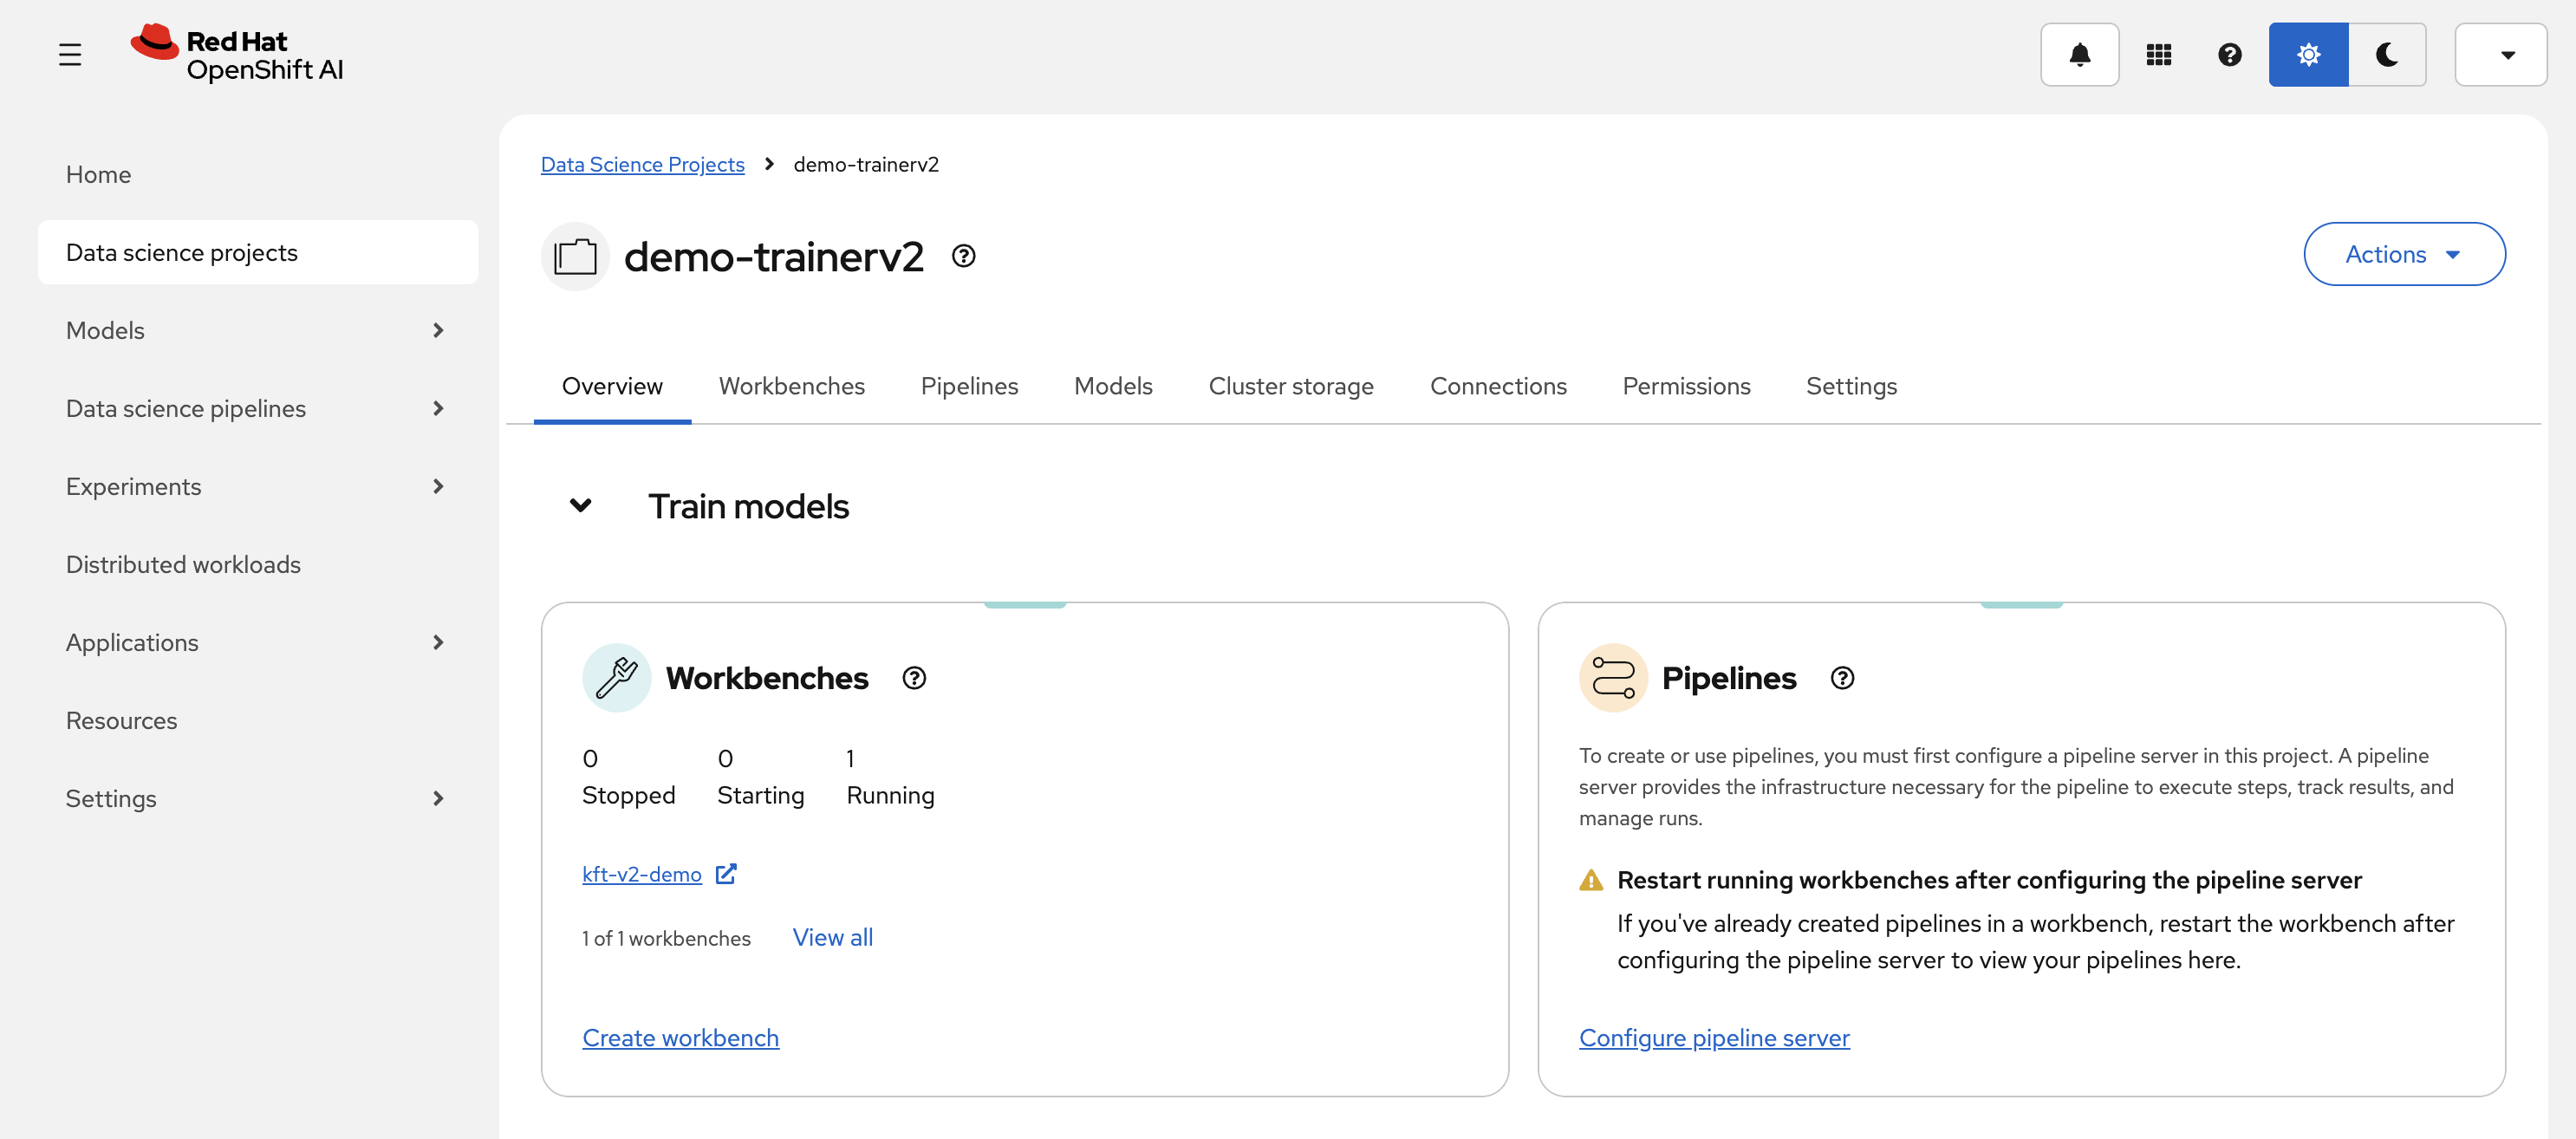 Red Hat
OpenShift AI
Home
Data science projects
Models
Data science pipelines
Experiments
Distributed workloads
Applications
Resources
Settings
Data Science Projects > demo-trainerv2
demo-trainerv2
Actions
Overview Workbenches Pipelines Models Cluster storage Connections Permissions Settings
Train models
Workbenches
0 0 1
Stopped Starting Running
kft-v2-demo
1 of 1 workbenches View all
Create workbench
Pipelines
To create or use pipelines, you must first configure a pipeline server in this project. A pipeline
server provides the infrastructure necessary for the pipeline to execute steps, track results, and
manage runs.
Restart running workbenches after configuring the pipeline server
If you've already created pipelines in a workbench, restart the workbench after
configuring the pipeline server to view your pipelines here.
Configure pipeline server